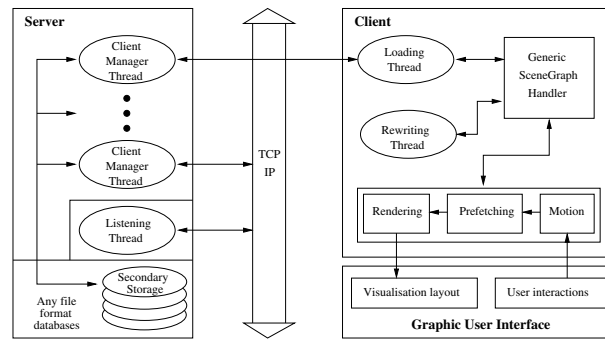 Server
Client
Manager
Thread
Client
Manager
Thread
Listening
Thread
Secondary
Storage
Any file
format
databases
TCP
IP
Client
Loading
Thread
Generic
SceneGraph
Handler
Rewriting
Thread
Rendering
Prefetching
Motion
Visualisation layout
User interactions
Graphic User Interface